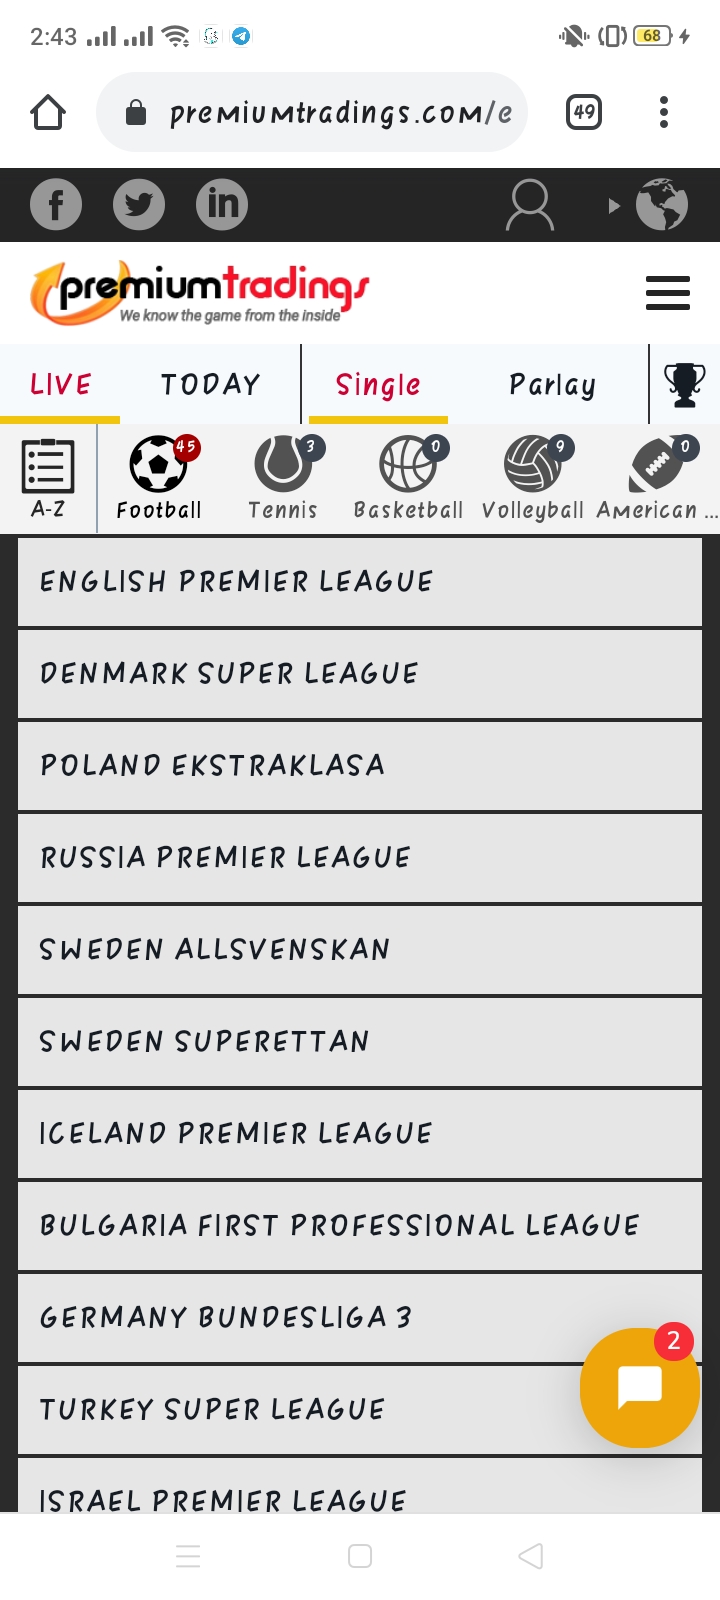 2:43
68
premiumtradings.com/e
49
premiumtradings
We know the game from the inside
LIVE TODAY Single Parlay
45 3 0 9 0
A-Z Football Tennis Basketball Volleyball American ...
ENGLISH PREMIER LEAGUE
DENMARK SUPER LEAGUE
POLAND EKSTRAKLASA
RUSSIA PREMIER LEAGUE
SWEDEN ALLSVENSKAN
SWEDEN SUPERETTAN
ICELAND PREMIER LEAGUE
BULGARIA FIRST PROFESSIONAL LEAGUE
GERMANY BUNDESLIGA 3
2
TURKEY SUPER LEAGUE
ISRAEL PREMIER LEAGUE